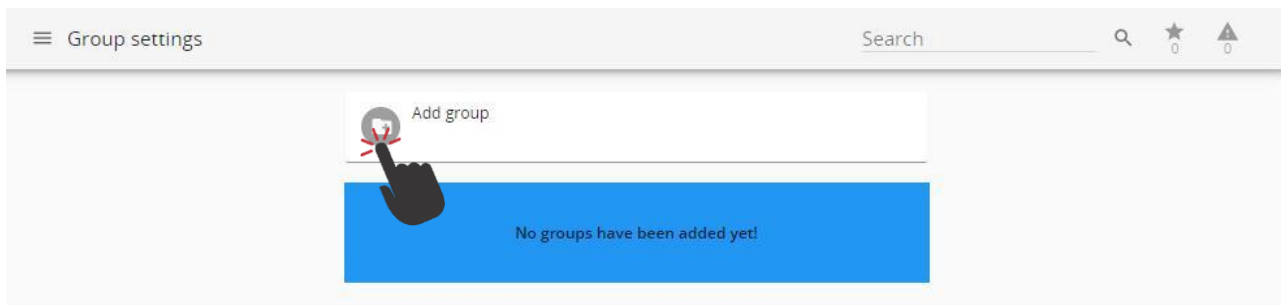 Group settings
Search
0
0
Add group
No groups have been added yet!